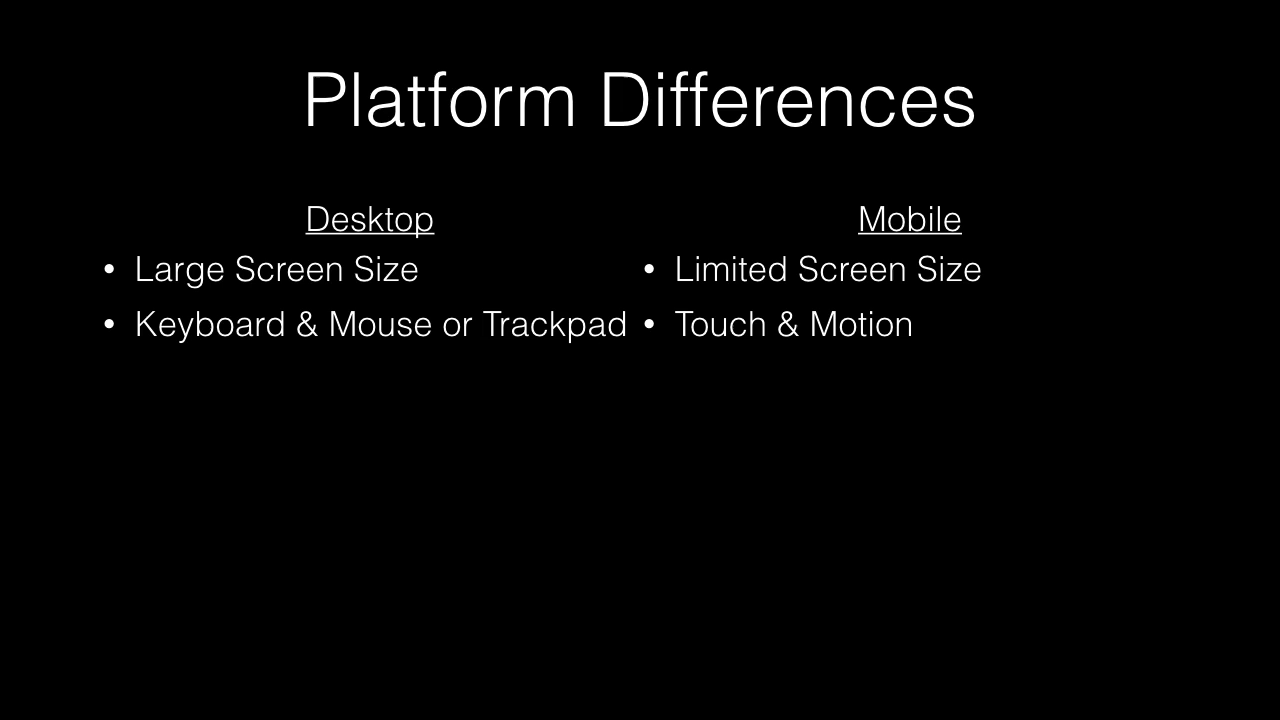 Platform Differences
Desktop
• Large Screen Size
• Keyboard & Mouse or Trackpad
Mobile
• Limited Screen Size
• Touch & Motion